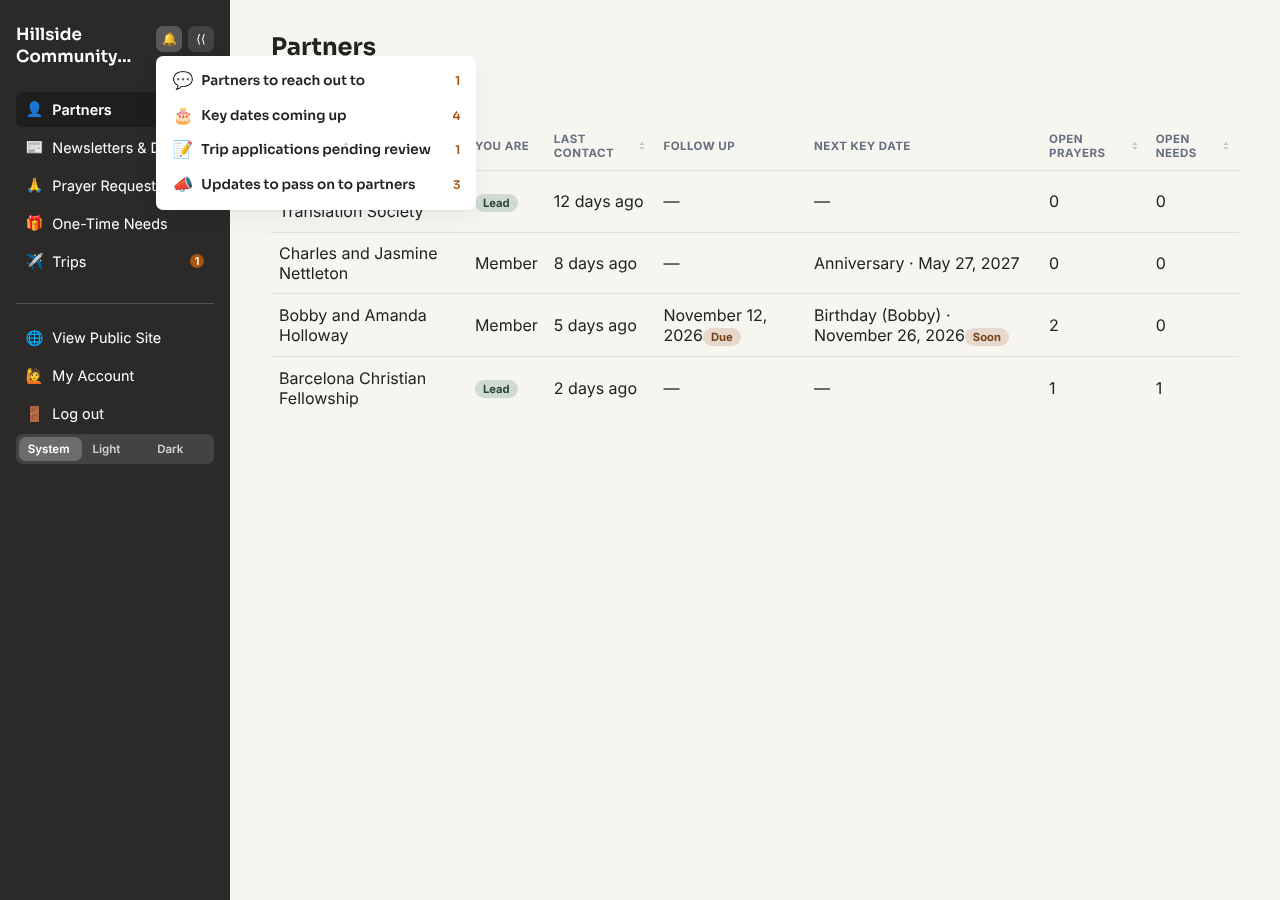 Hillside
Community...
Partners
Newsletters &
Prayer Request
One-Time Needs
Trips 1
View Public Site
My Account
Log out
System Light Dark
Partners to reach out to 1
Key dates coming up 4
Trip applications pending review 1
Updates to pass on to partners 3
Partners
YOU ARE LAST CONTACT FOLLOW UP NEXT KEY DATE OPEN PRAYERS OPEN NEEDS
Translation Society Lead 12 days ago — — 0 0
Charles and Jasmine
Nettleton Member 8 days ago — Anniversary · May 27, 2027 0 0
Bobby and Amanda
Holloway Member 5 days ago November 12,
2026 Due Birthday (Bobby) ·
November 26, 2026 Soon 2 0
Barcelona Christian
Fellowship Lead 2 days ago — — 1 1